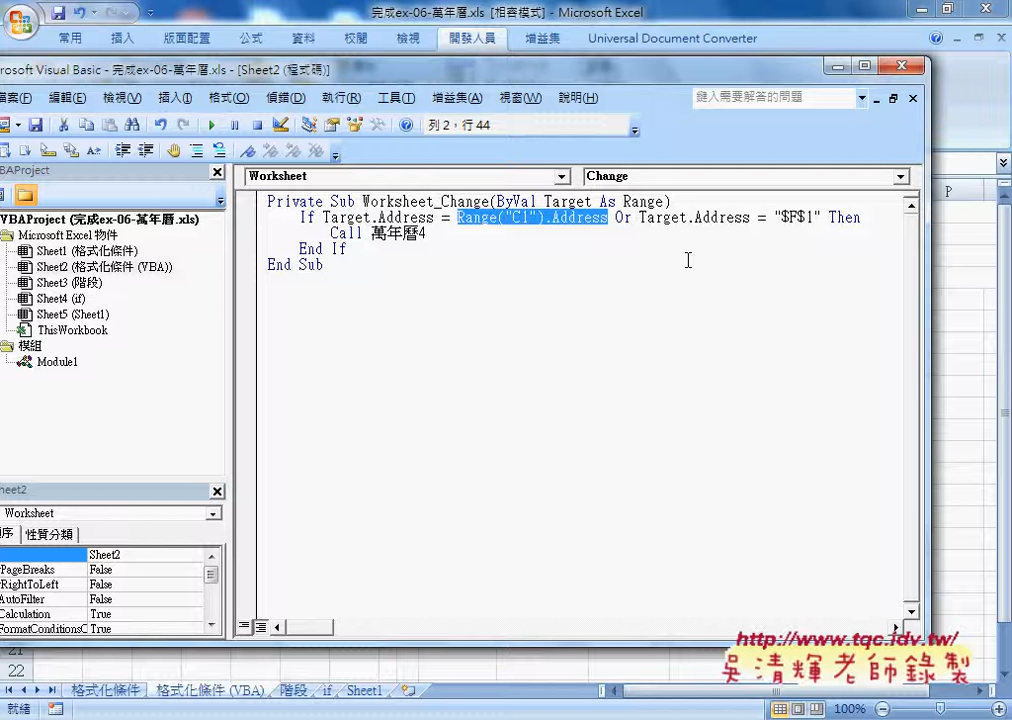 完成ex-06-萬年曆.xls [相容模式] - Microsoft Excel
常用 插入 版面配置 公式 資料 校閱 檢視 開發人員 增益集 Universal Document Converter
rosoft Visual Basic - 完成ex-06-萬年曆.xls - [Sheet2 (程式碼)]
檔案(F) 編輯(E) 檢視(V) 插入(I) 格式(O) 偵錯(D) 執行(R) 工具(T) 增益集(A) 視窗(W) 說明(H) 鍵入需要解答的問題
列 2，行 44
BAProject
Worksheet Change
VBAProject (完成ex-06-萬年曆.xls)
Microsoft Excel 物件
Sheet1 (格式化條件)
Sheet2 (格式化條件 (VBA))
Sheet3 (階段)
Sheet4 (if)
Sheet5 (Sheet1)
ThisWorkbook
模組
Module1
Private Sub Worksheet_Change(ByVal Target As Range)
If Target.Address = Range("C1").Address Or Target.Address = "$F$1" Then
Call 萬年曆4
End If
End Sub
P
heet2
Worksheet
序 性質分類
Sheet2
PageBreaks False
RightToLeft False
AutoFilter False
Calculation True
FormatConditionsC True
21
22
http://www.tqc.idv.tw/
吳清輝老師錄製
格式化條件 格式化條件 (VBA) 階段 if Sheet1
就緒 100%